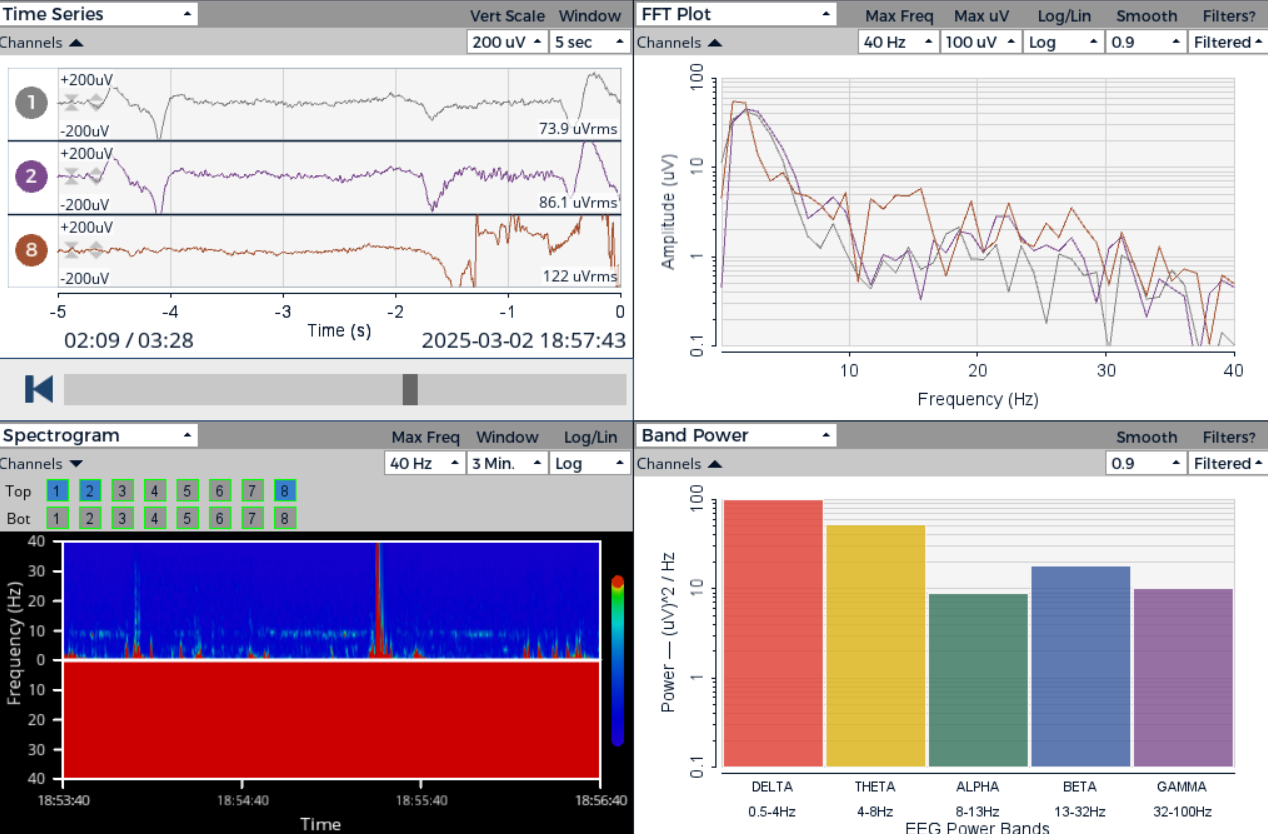 Time Series
Vert Scale Window
Channels
200 uV 5 sec
1
+200uV
-200uV
73.9 uVrms
2
+200uV
-200uV
86.1 uVrms
8
+200uV
-200uV
122 uVrms
-5 -4 -3 -2 -1 0
Time (s)
02:09 / 03:28
2025-03-02 18:57:43
FFT Plot
Max Freq Max uV Log/Lin Smooth Filters?
Channels
40 Hz 100 uV Log 0.9 Filtered
Amplitude (uV)
100
10
1
0.1
10 20 30 40
Frequency (Hz)
Spectrogram
Max Freq Window Log/Lin
Channels
40 Hz 3 Min. Log
Top 1 2 3 4 5 6 7 8
Bot 1 2 3 4 5 6 7 8
Frequency (Hz)
40
30
20
10
0
10
20
30
40
18:53:40 18:54:40 18:55:40 18:56:40
Time
Band Power
Smooth Filters?
Channels
0.9 Filtered
Power — (uV)^2 / Hz
100
10
1
0.1
DELTA THETA ALPHA BETA GAMMA
0.5-4Hz 4-8Hz 8-13Hz 13-32Hz 32-100Hz
EEG Power Bands